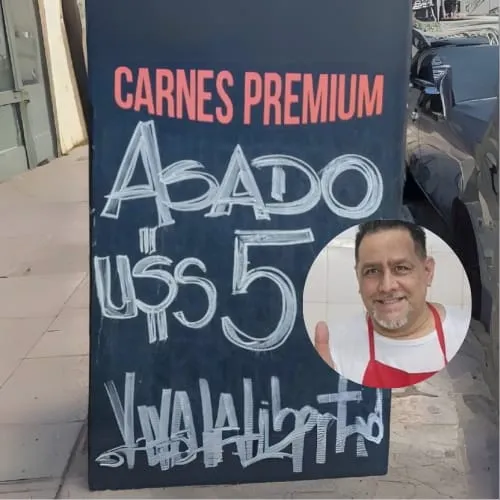 CARNES PREMIUM
ASADO
U$S 5
VIVA LA Libertad